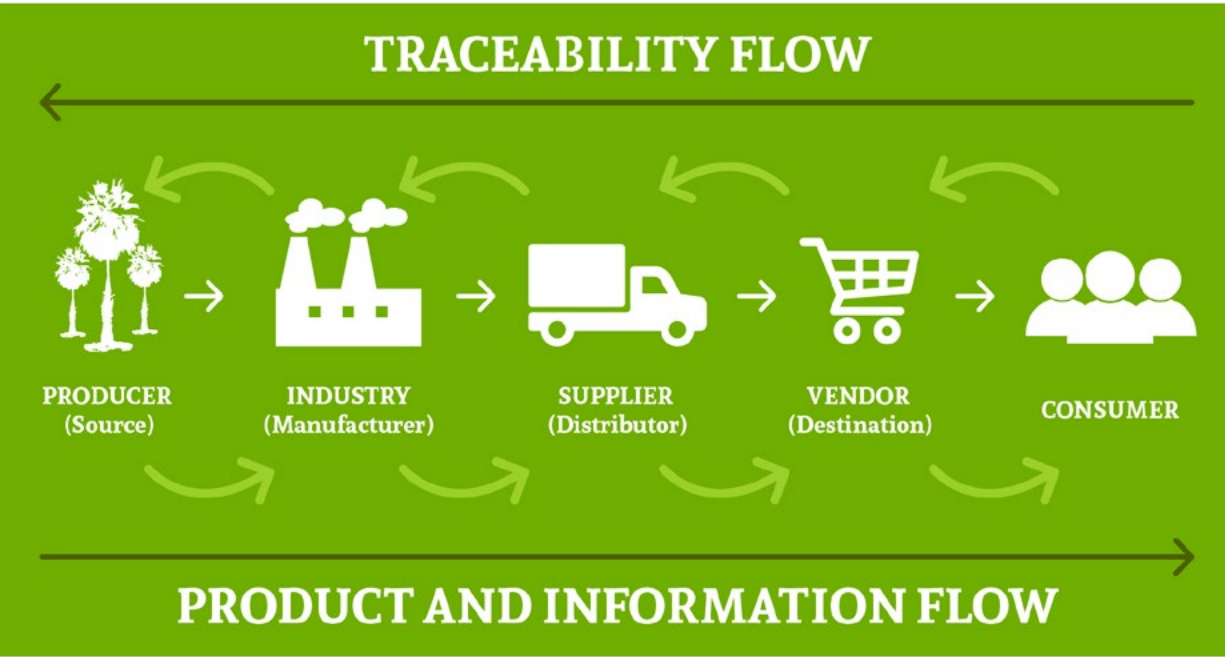 TRACEABILITY FLOW
PRODUCER
(Source)
INDUSTRY
(Manufacturer)
SUPPLIER
(Distributor)
VENDOR
(Destination)
CONSUMER
PRODUCT AND INFORMATION FLOW